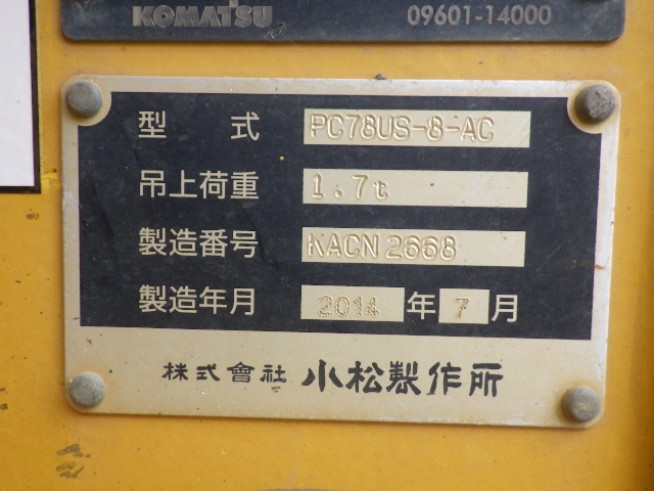 KOMATSU 09601-14000
型 式 PC78US-8-AC
吊上荷重 1.7t
製造番号 KACN 2668
製造年月 2014 年 7 月
株式會社 小松製作所